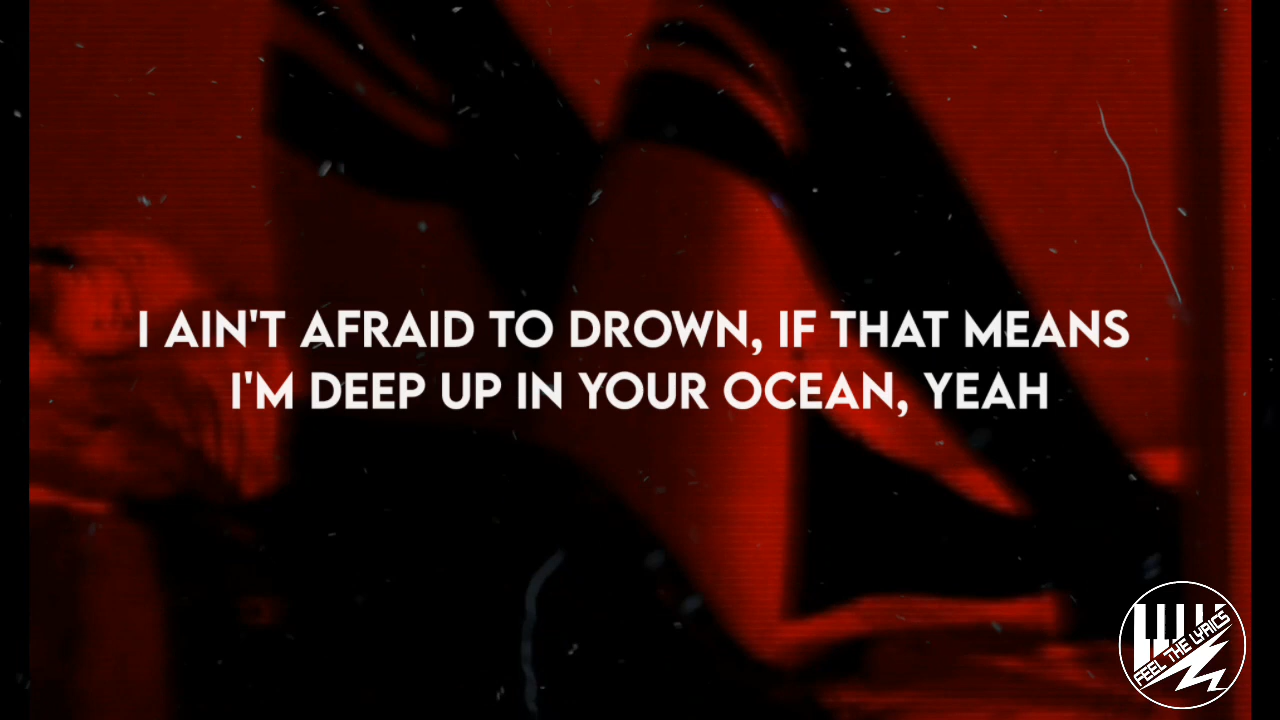 I AIN'T AFRAID TO DROWN, IF THAT MEANS
I'M DEEP UP IN YOUR OCEAN, YEAH
FEEL THE LYRICS